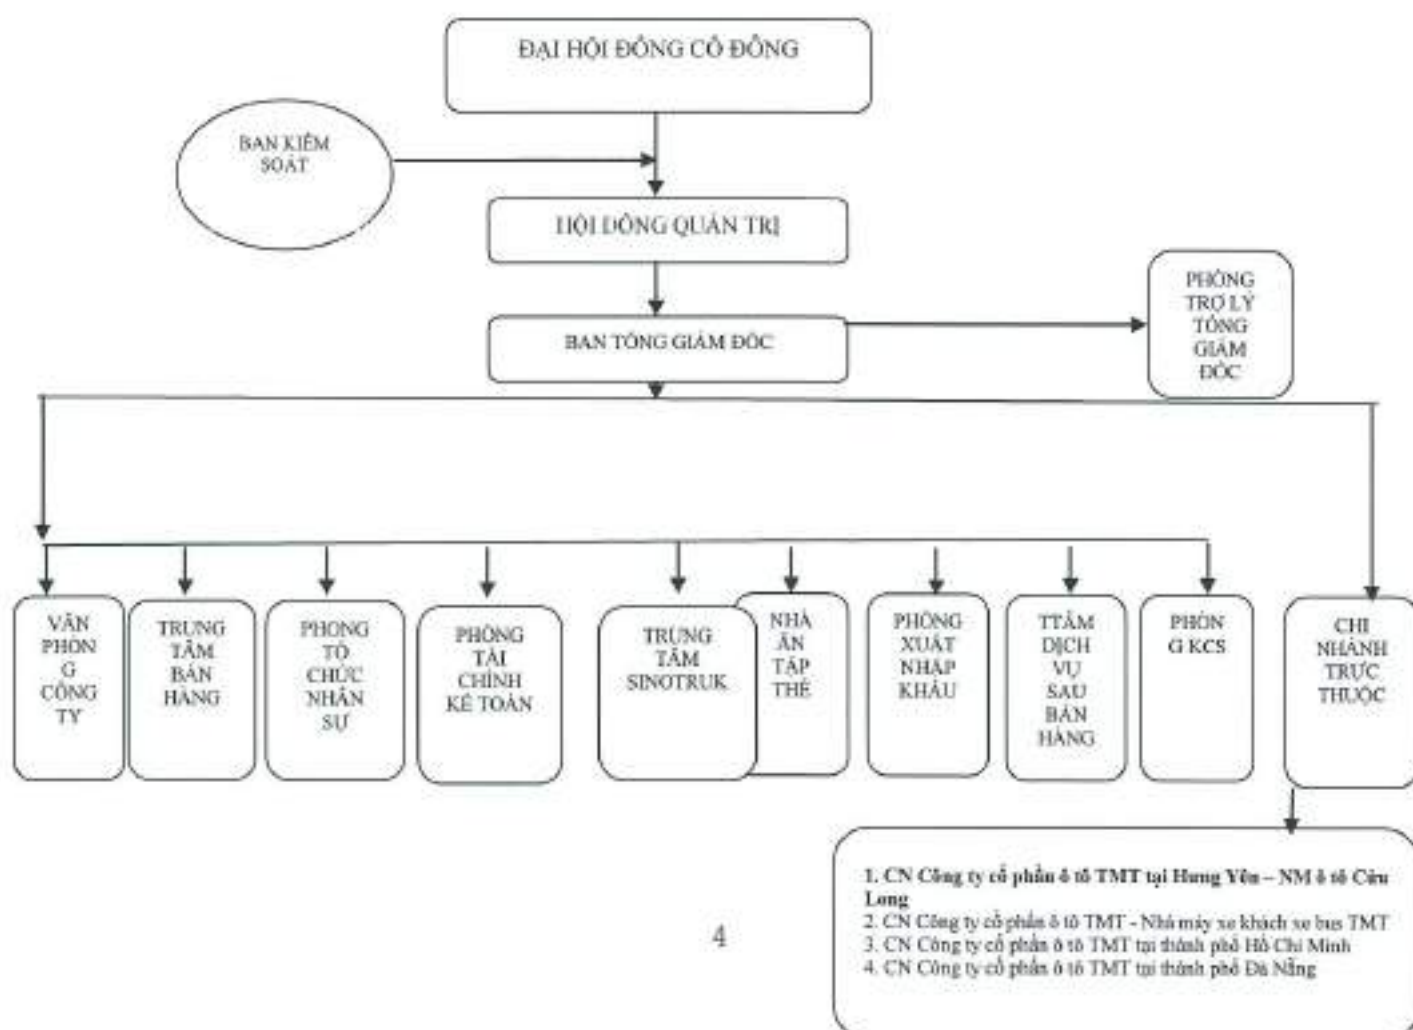 ĐẠI HỘI ĐỒNG CỔ ĐÔNG
BAN KIỂM
SOÁT
HỘI ĐỒNG QUẢN TRỊ
PHÒNG
TRỢ LÝ
TỔNG
GIÁM
ĐỐC
BAN TỔNG GIÁM ĐỐC
VĂN
PHÒN
G
CÔNG
TY
TRUNG
TÂM
BÁN
HÀNG
PHÒNG
TỔ
CHỨC
NHÂN
SỰ
PHÒNG
TÀI
CHÍNH
KẾ TOÁN
TRUNG
TÂM
SINOTRUK
NHÀ
ĂN
TẬP
THỂ
PHÒNG
XUẤT
NHẬP
KHẨU
TTÂM
DỊCH
VỤ
SAU
BÁN
HÀNG
PHÒN
G KCS
CHI
NHÁNH
TRỰC
THUỘC
1. CN Công ty cổ phần ô tô TMT tại Hưng Yên – NM ô tô Cửu
Long
2. CN Công ty cổ phần ô tô TMT - Nhà máy xe khách xe bus TMT
3. CN Công ty cổ phần ô tô TMT tại thành phố Hồ Chí Minh
4. CN Công ty cổ phần ô tô TMT tại thành phố Đà Nẵng
4